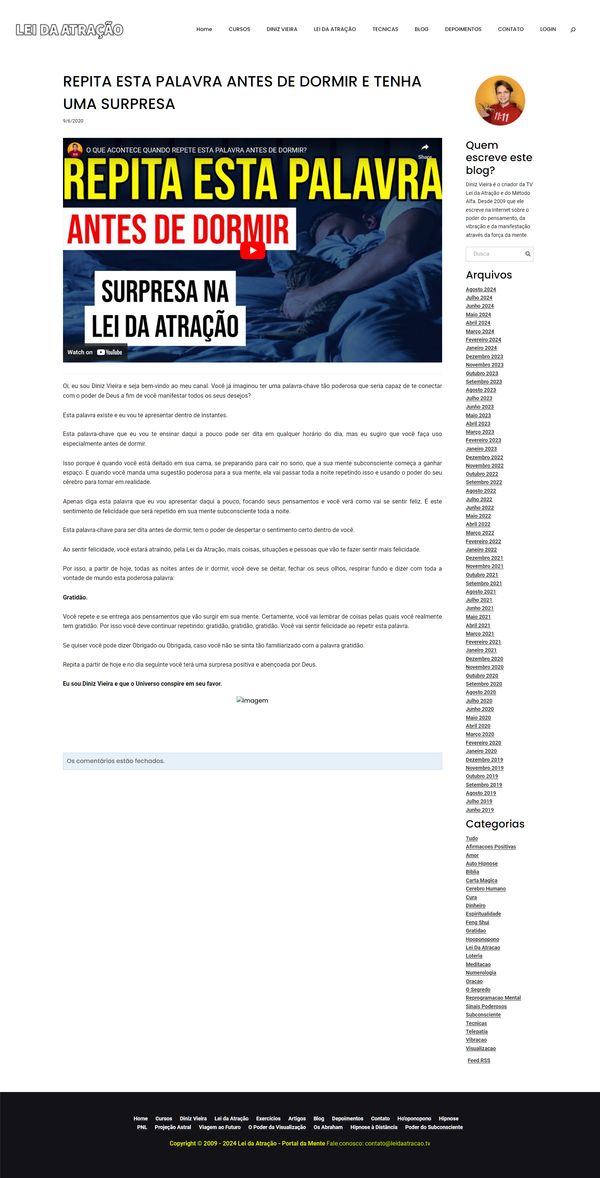 LEI DA ATRAÇÃO
Home CURSOS DINIZ VIEIRA LEI DA ATRAÇÃO TECNICAS BLOG DEPOIMENTOS CONTATO LOGIN
REPITA ESTA PALAVRA ANTES DE DORMIR E TENHA
UMA SURPRESA
9/6/2020
O QUE ACONTECE QUANDO REPETE ESTA PALAVRA ANTES DE DORMIR?
Share
REPITA ESTA PALAVRA
ANTES DE DORMIR
SURPRESA NA
LEI DA ATRAÇÃO
Watch on YouTube
Oi, eu sou Diniz Vieira e seja bem-vindo ao meu canal. Você já imaginou ter uma palavra-chave tão poderosa que seria capaz de te conectar
com o poder de Deus a fim de você manifestar todos os seus desejos?
Esta palavra existe e eu vou te apresentar dentro de instantes.
Esta palavra-chave que eu vou te ensinar daqui a pouco pode ser dita em qualquer horário do dia, mas eu sugiro que você faça uso
especialmente antes de dormir.
Isso porque é quando você está deitado em sua cama, se preparando para cair no sono, que a sua mente subconsciente começa a ganhar
espaço. E quando você manda uma sugestão poderosa para a sua mente, ela vai passar toda a noite repetindo isso e usando o poder do seu
cérebro para tornar em realidade.
Apenas diga esta palavra que eu vou apresentar daqui a pouco, focando seus pensamentos e você verá como vai se sentir feliz. E este
sentimento de felicidade que será repetido em sua mente subconsciente toda a noite.
Esta palavra-chave para ser dita antes de dormir, tem o poder de despertar o sentimento certo dentro de você.
Ao sentir felicidade, você estará atraindo, pela Lei da Atração, mais coisas, situações e pessoas que vão te fazer sentir mais felicidade.
Por isso, a partir de hoje, todas as noites antes de ir dormir, você deve se deitar, fechar os seus olhos, respirar fundo e dizer com toda a
vontade de mundo esta poderosa palavra:
Gratidão.
Você repete e se entrega aos pensamentos que vão surgir em sua mente. Certamente, você vai lembrar de coisas pelas quais você realmente
tem gratidão. Por isso você deve continuar repetindo: gratidão, gratidão, gratidão. Você vai sentir felicidade ao repetir esta palavra.
Se quiser você pode dizer Obrigado ou Obrigada, caso você não se sinta tão familiarizado com a palavra gratidão.
Repita a partir de hoje e no dia seguinte você terá uma surpresa positiva e abençoada por Deus.
Eu sou Diniz Vieira e que o Universo conspire em seu favor.
Imagem
Os comentários estão fechados.
11:11
Quem
escreve este
blog?
Diniz Vieira é o criador da TV
Lei da Atração e do Método
Alfa. Desde 2009 que ele
escreve na Internet sobre o
poder do pensamento, da
vibração e da manifestação
através da força da mente.
Busca
Arquivos
Agosto 2024
Julho 2024
Junho 2024
Maio 2024
Abril 2024
Março 2024
Fevereiro 2024
Janeiro 2024
Dezembro 2023
Novembro 2023
Outubro 2023
Setembro 2023
Agosto 2023
Julho 2023
Junho 2023
Maio 2023
Abril 2023
Março 2023
Fevereiro 2023
Janeiro 2023
Dezembro 2022
Novembro 2022
Outubro 2022
Setembro 2022
Agosto 2022
Julho 2022
Junho 2022
Maio 2022
Abril 2022
Março 2022
Fevereiro 2022
Janeiro 2022
Dezembro 2021
Novembro 2021
Outubro 2021
Setembro 2021
Agosto 2021
Julho 2021
Junho 2021
Maio 2021
Abril 2021
Março 2021
Fevereiro 2021
Janeiro 2021
Dezembro 2020
Novembro 2020
Outubro 2020
Setembro 2020
Agosto 2020
Julho 2020
Junho 2020
Maio 2020
Abril 2020
Março 2020
Fevereiro 2020
Janeiro 2020
Dezembro 2019
Novembro 2019
Outubro 2019
Setembro 2019
Agosto 2019
Julho 2019
Junho 2019
Categorias
Tudo
Afirmacoes Positivas
Amor
Auto Hipnose
Biblia
Carta Magica
Cerebro Humano
Cura
Dinheiro
Espiritualidade
Feng Shui
Gratidao
Hooponopono
Lei Da Atracao
Loteria
Meditacao
Numerologia
Oracao
O Segredo
Reprogramacao Mental
Sinais Poderosos
Subconsciente
Tecnicas
Telepatia
Vibracao
Visualizacao
Feed RSS
Home Cursos Diniz Vieira Lei da Atração Exercícios Artigos Blog Depoimentos Contato Ho'oponopono Hipnose
PNL Projeção Astral Viagem ao Futuro O Poder da Visualização Os Abraham Hipnose à Distância Poder do Subconsciente
Copyright © 2009 - 2024 Lei da Atração - Portal da Mente Fale conosco: contato@leidaatracao.tv